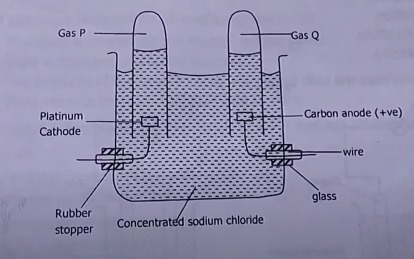 Gas P
Gas Q
Platinum
Cathode
Carbon anode (+ve)
wire
glass
Rubber
stopper
Concentrated sodium chloride